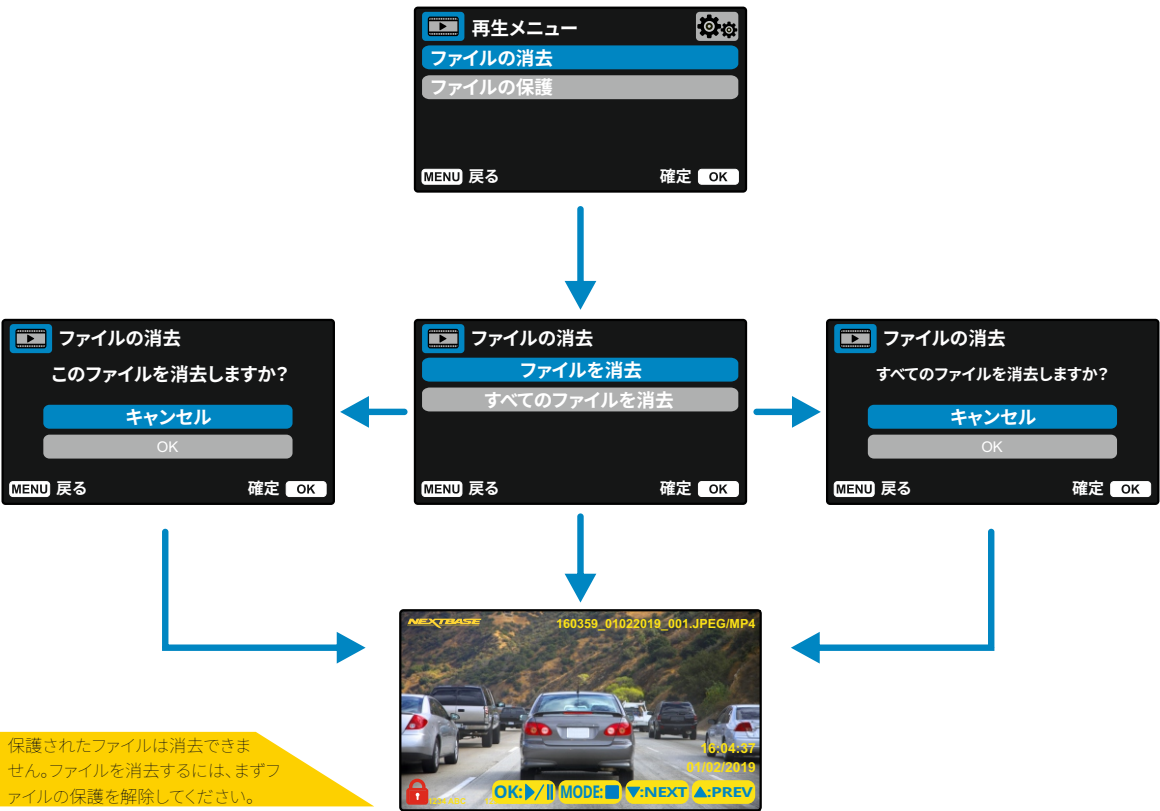 再生メニュー
ファイルの消去
ファイルの保護
MENU 戻る 確定 OK
ファイルの消去
このファイルを消去しますか？
キャンセル
OK
MENU 戻る 確定 OK
ファイルの消去
ファイルを消去
すべてのファイルを消去
MENU 戻る 確定 OK
ファイルの消去
すべてのファイルを消去しますか？
キャンセル
OK
MENU 戻る 確定 OK
NEXTBASE 160359_01022019_001.JPEG/MP4
16:04:37
01/02/2019
OK:▶/‖ MODE:■ ▼:NEXT ▲:PREV
保護されたファイルは消去できま
せん。ファイルを消去するには、まずフ
ァイルの保護を解除してください。